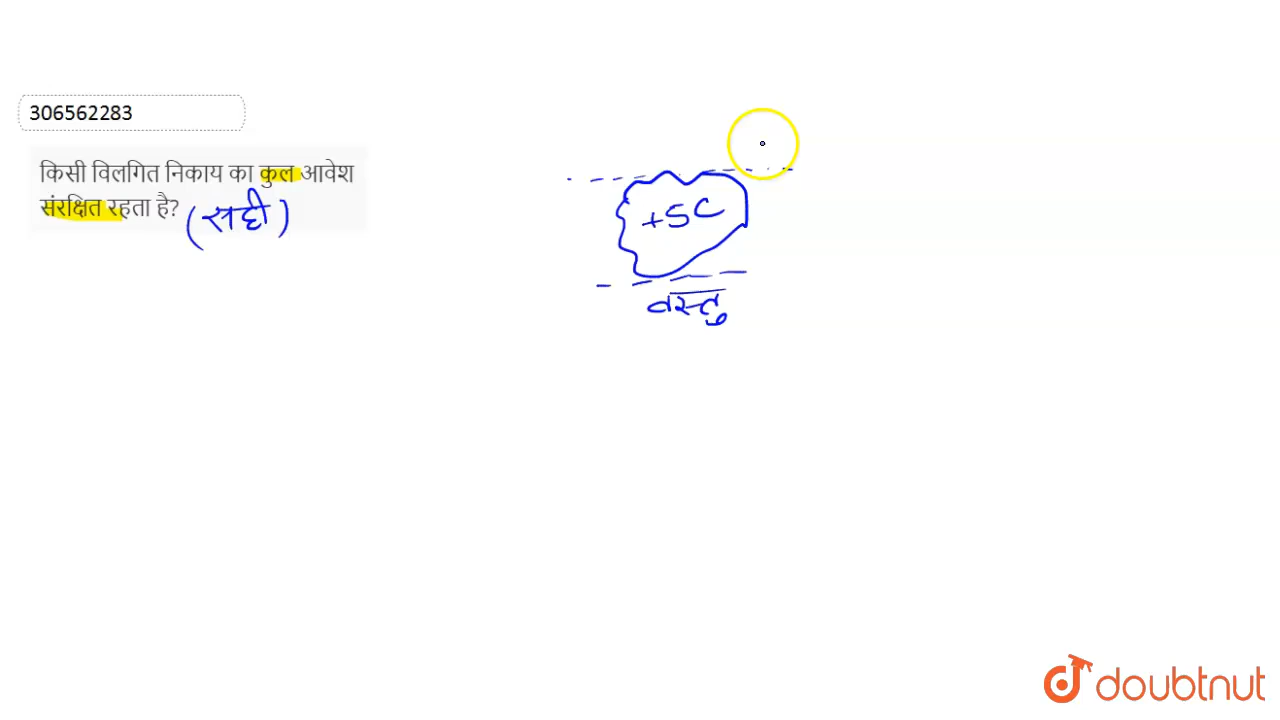 306562283
किसी विलगित निकाय का कुल आवेश
संरक्षित रहता है? (सही)
+5C
वस्तु
doubtnut